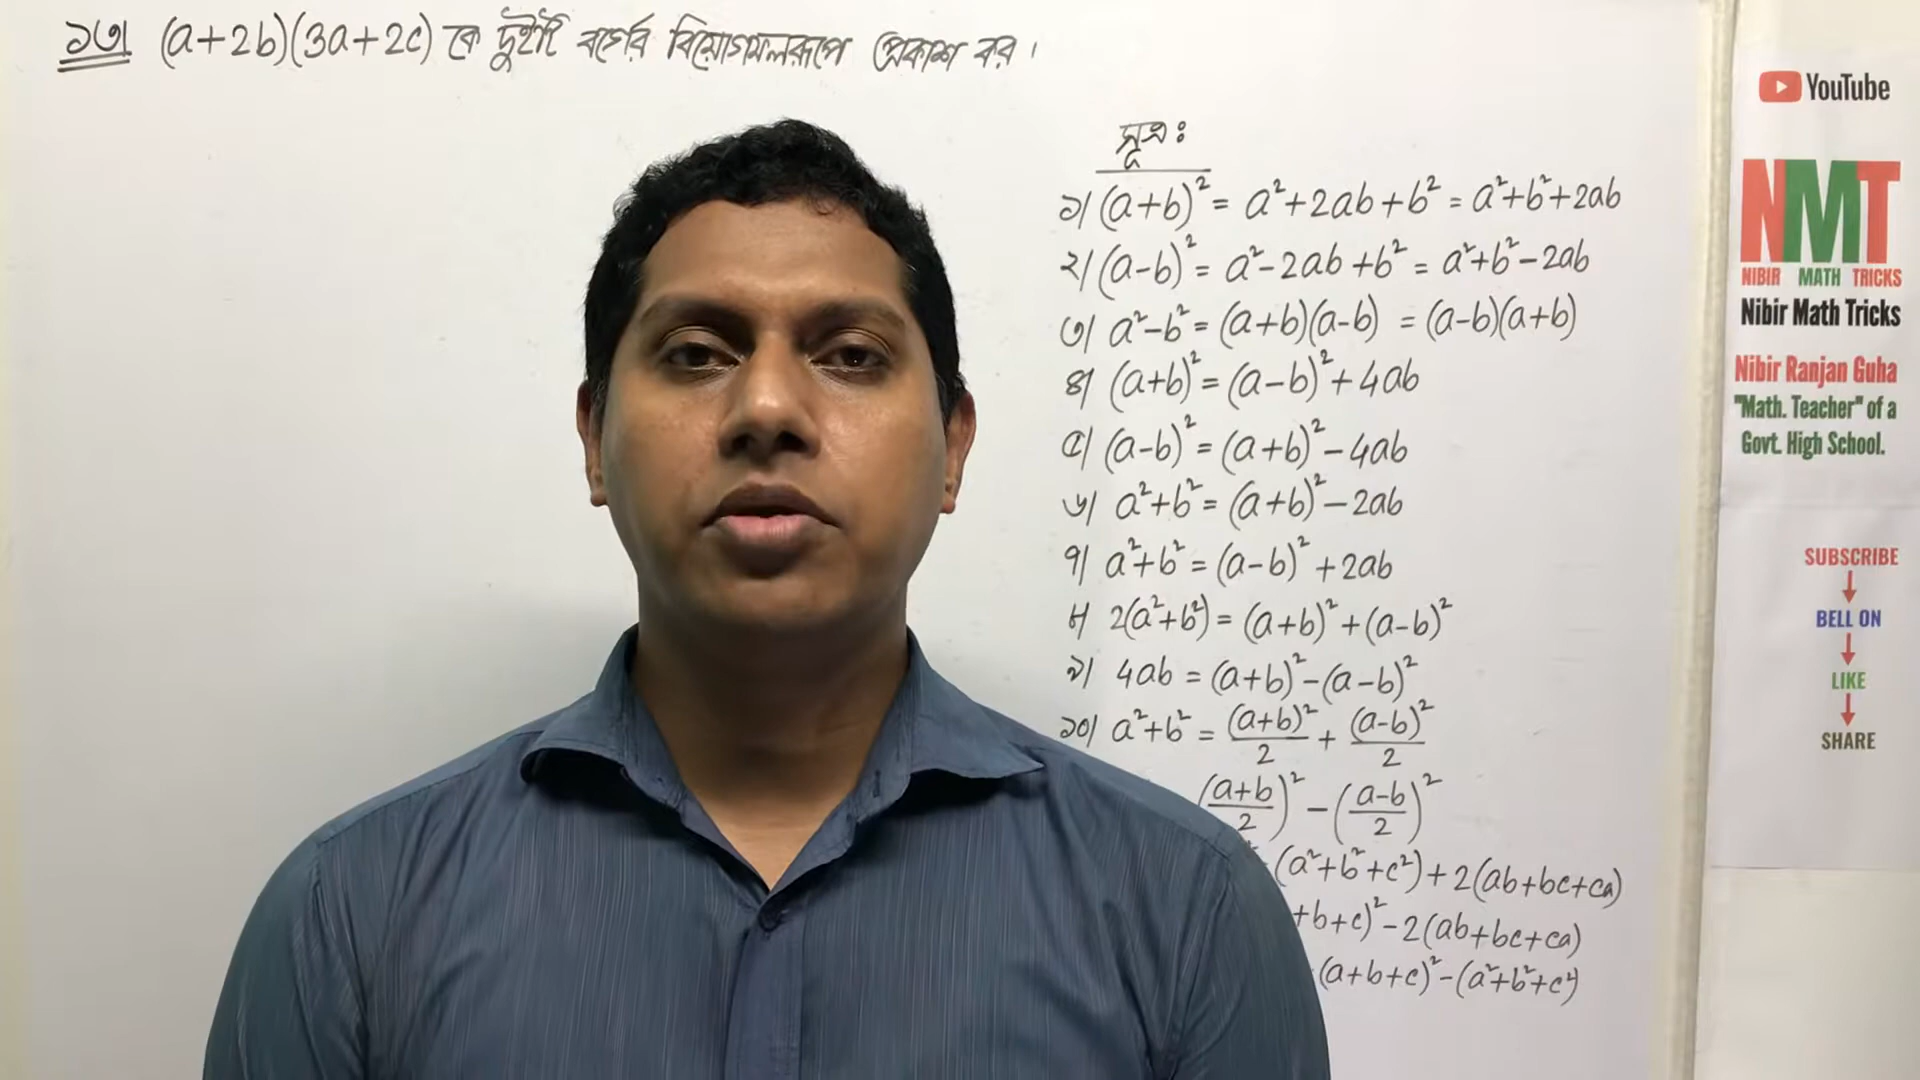 ১৩। (a+2b)(3a+2c) কে দুইটি বর্গের বিয়োগফলরূপে প্রকাশ কর।
সূত্রঃ
১। (a+b)² = a²+2ab+b² = a²+b²+2ab
২। (a-b)² = a²-2ab+b² = a²+b²-2ab
৩। a²-b² = (a+b)(a-b) = (a-b)(a+b)
৪। (a+b)² = (a-b)²+4ab
৫। (a-b)² = (a+b)²-4ab
৬। a²+b² = (a+b)²-2ab
৭। a²+b² = (a-b)²+2ab
৮। 2(a²+b²) = (a+b)²+(a-b)²
৯। 4ab = (a+b)²-(a-b)²
১০। a²+b² = (a+b)²/2 + (a-b)²/2
((a+b)/2)² - ((a-b)/2)²
(a²+b²+c²)+2(ab+bc+ca)
+b+c)²-2(ab+bc+ca)
(a+b+c)²-(a²+b²+c²)
YouTube
NMT
NIBIR MATH TRICKS
Nibir Math Tricks
Nibir Ranjan Guha
"Math. Teacher" of a
Govt. High School.
SUBSCRIBE
BELL ON
LIKE
SHARE